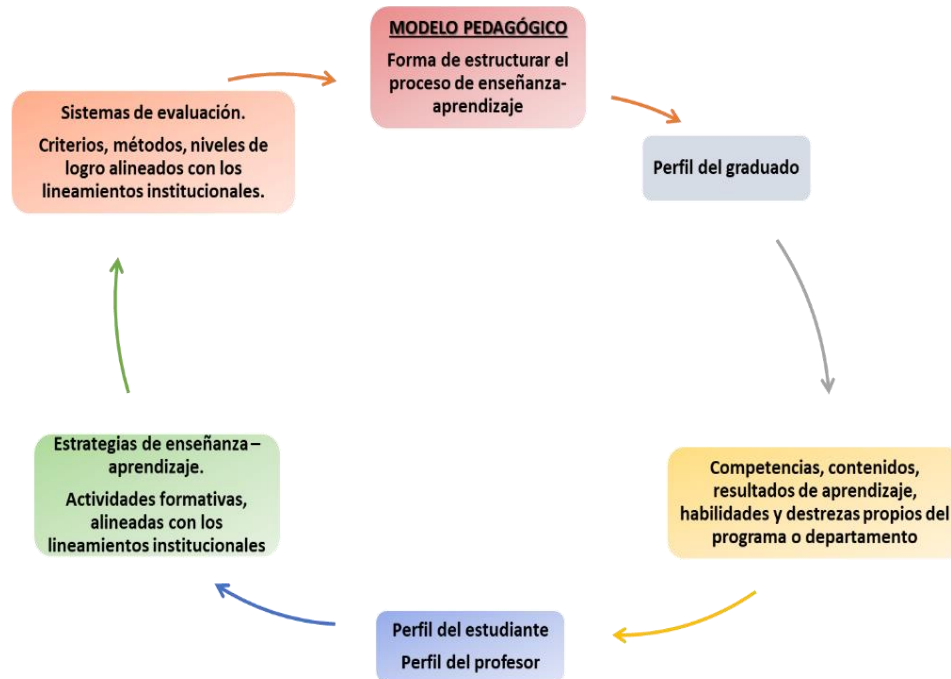 MODELO PEDAGÓGICO
Forma de estructurar el
proceso de enseñanza-
aprendizaje
Perfil del graduado
Competencias, contenidos,
resultados de aprendizaje,
habilidades y destrezas propios del
programa o departamento
Perfil del estudiante
Perfil del profesor
Estrategias de enseñanza –
aprendizaje.
Actividades formativas,
alineadas con los
lineamientos institucionales
Sistemas de evaluación.
Criterios, métodos, niveles de
logro alineados con los
lineamientos institucionales.